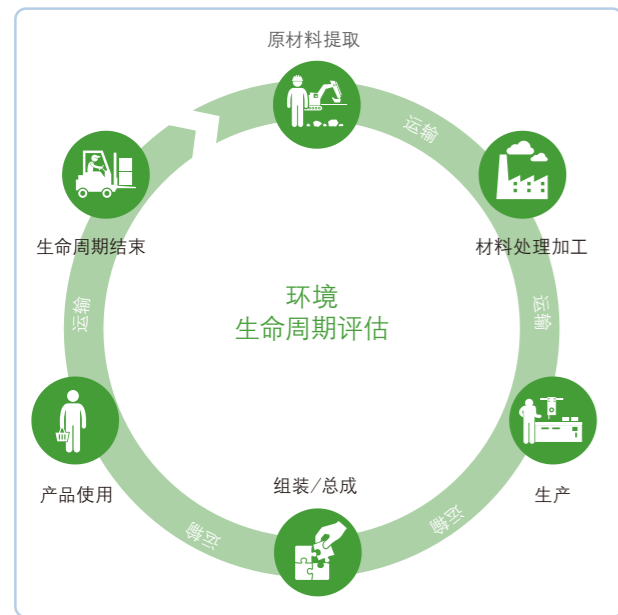 原材料提取
运输
材料处理加工
运输
生产
运输
组装/总成
运输
产品使用
运输
生命周期结束
环境
生命周期评估